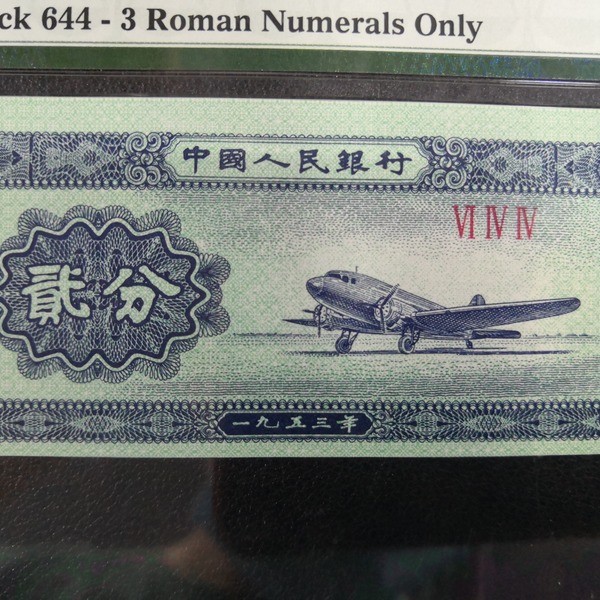 ck 644 - 3 Roman Numerals Only
中國人民銀行
VI IV IV
貳分
一九五三年